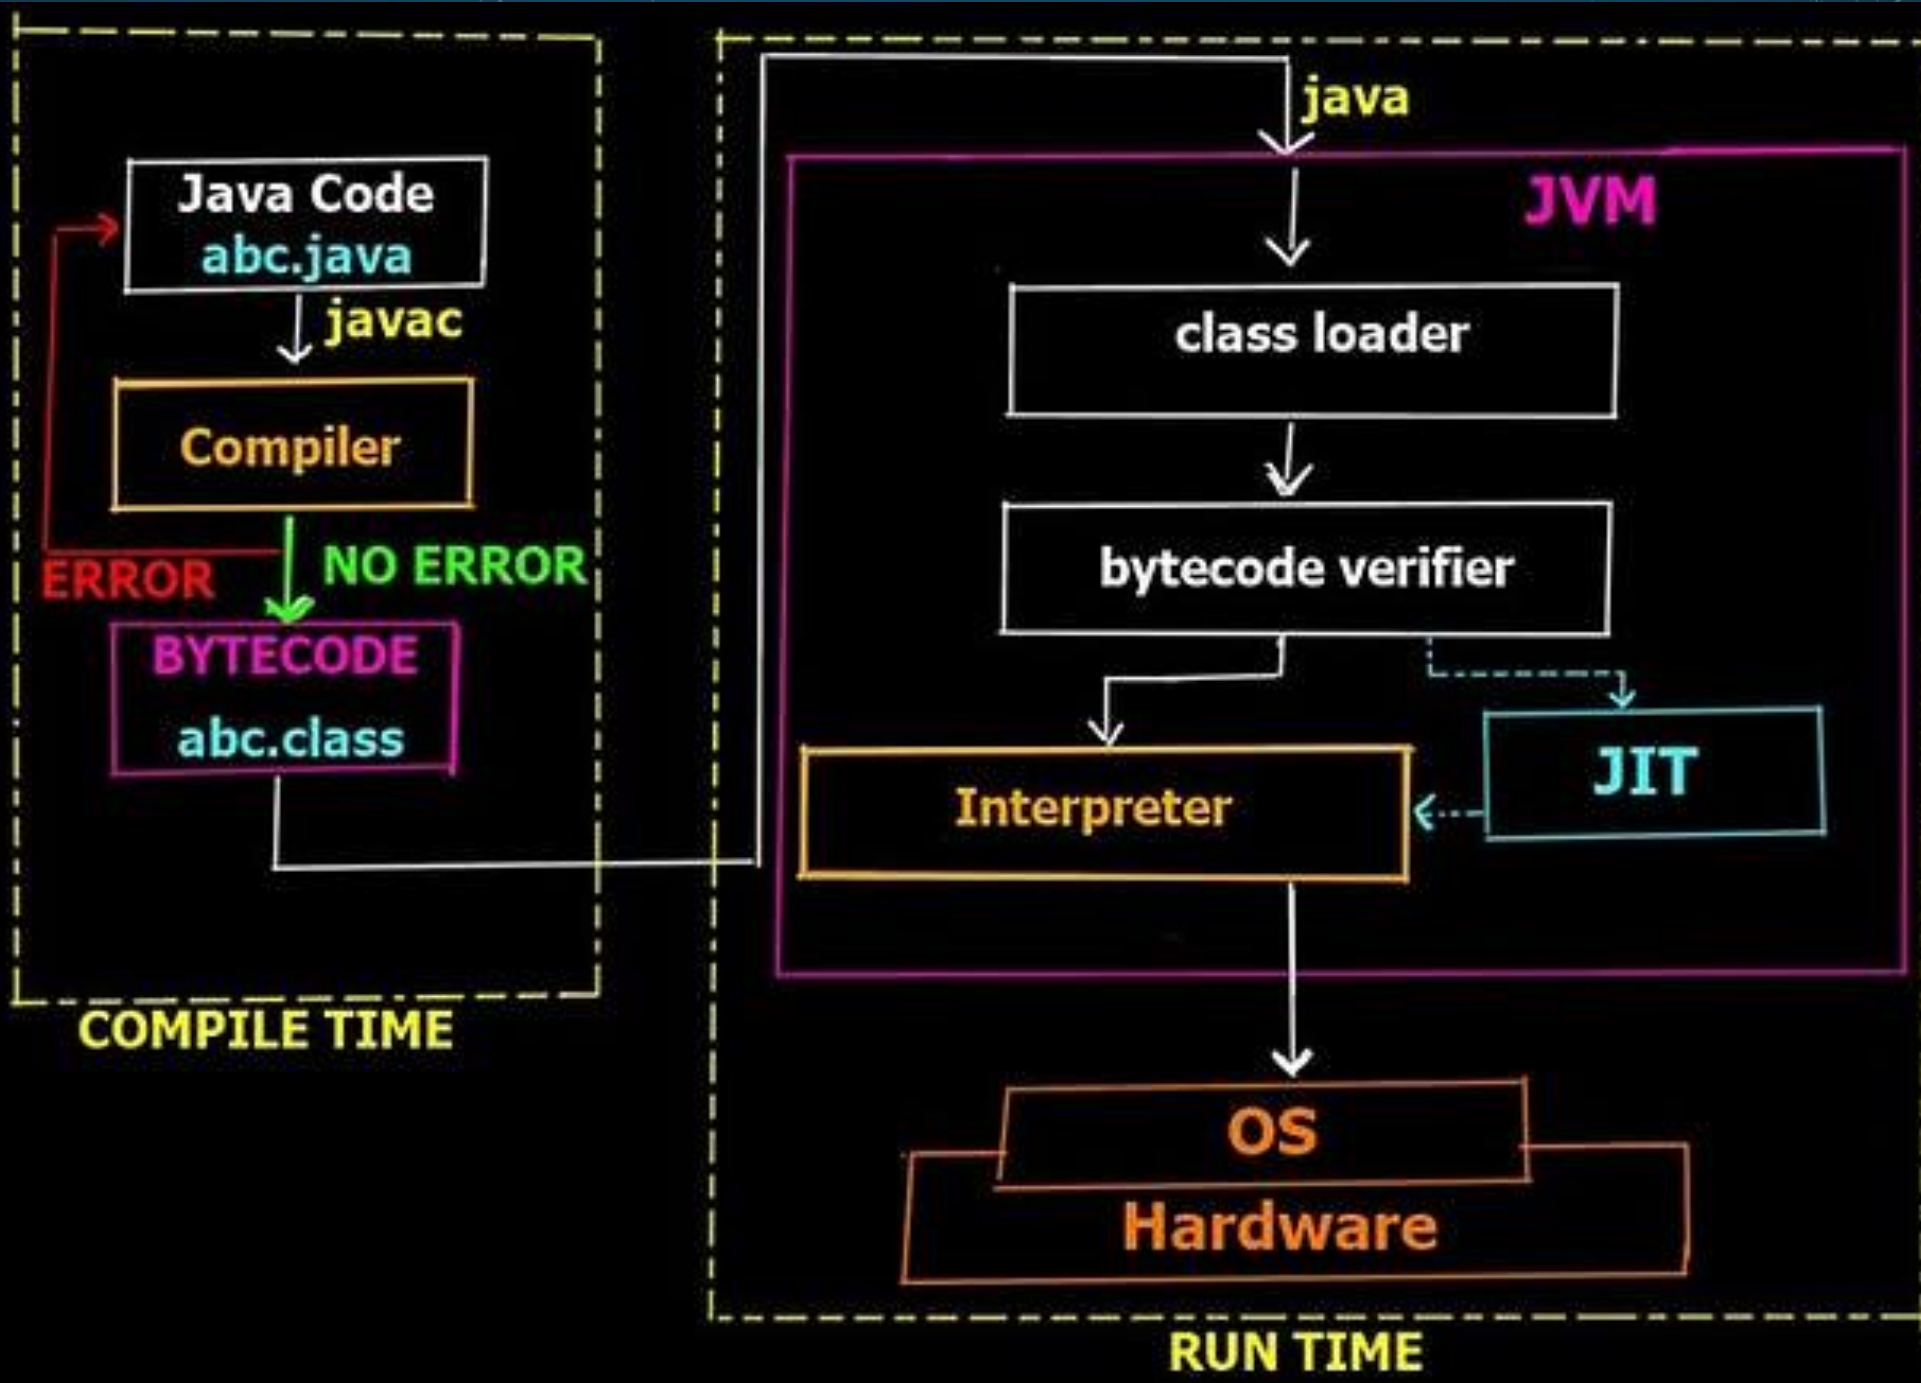 Java Code
abc.java
javac
Compiler
ERROR
NO ERROR
BYTECODE
abc.class
COMPILE TIME
java
JVM
class loader
bytecode verifier
JIT
Interpreter
OS
Hardware
RUN TIME